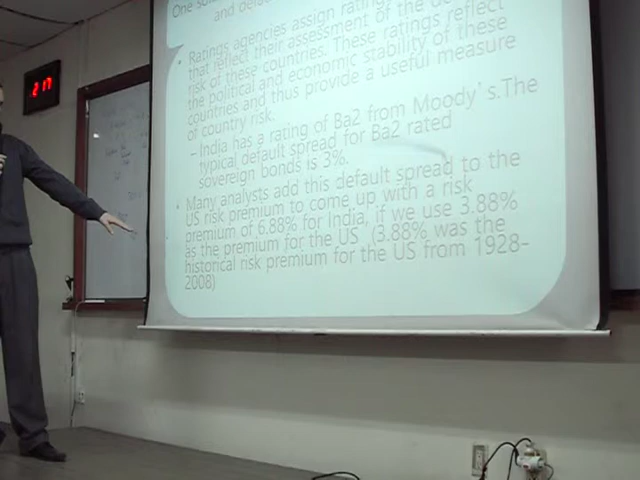 One
and
Ratings agencies assign ratings
that reflect their assessment of the
risk of these countries. These ratings reflect
the political and economic stability of these
countries and thus provide a useful measure
of country risk.
– India has a rating of Ba2 from Moody`s.The
typical default spread for Ba2 rated
sovereign bonds is 3%.
Many analysts add this default spread to the
US risk premium to come up with a risk
premium of 6.88% for India, if we use 3.88%
as the premium for the US (3.88% was the
historical risk premium for the US from 1928-
2008)